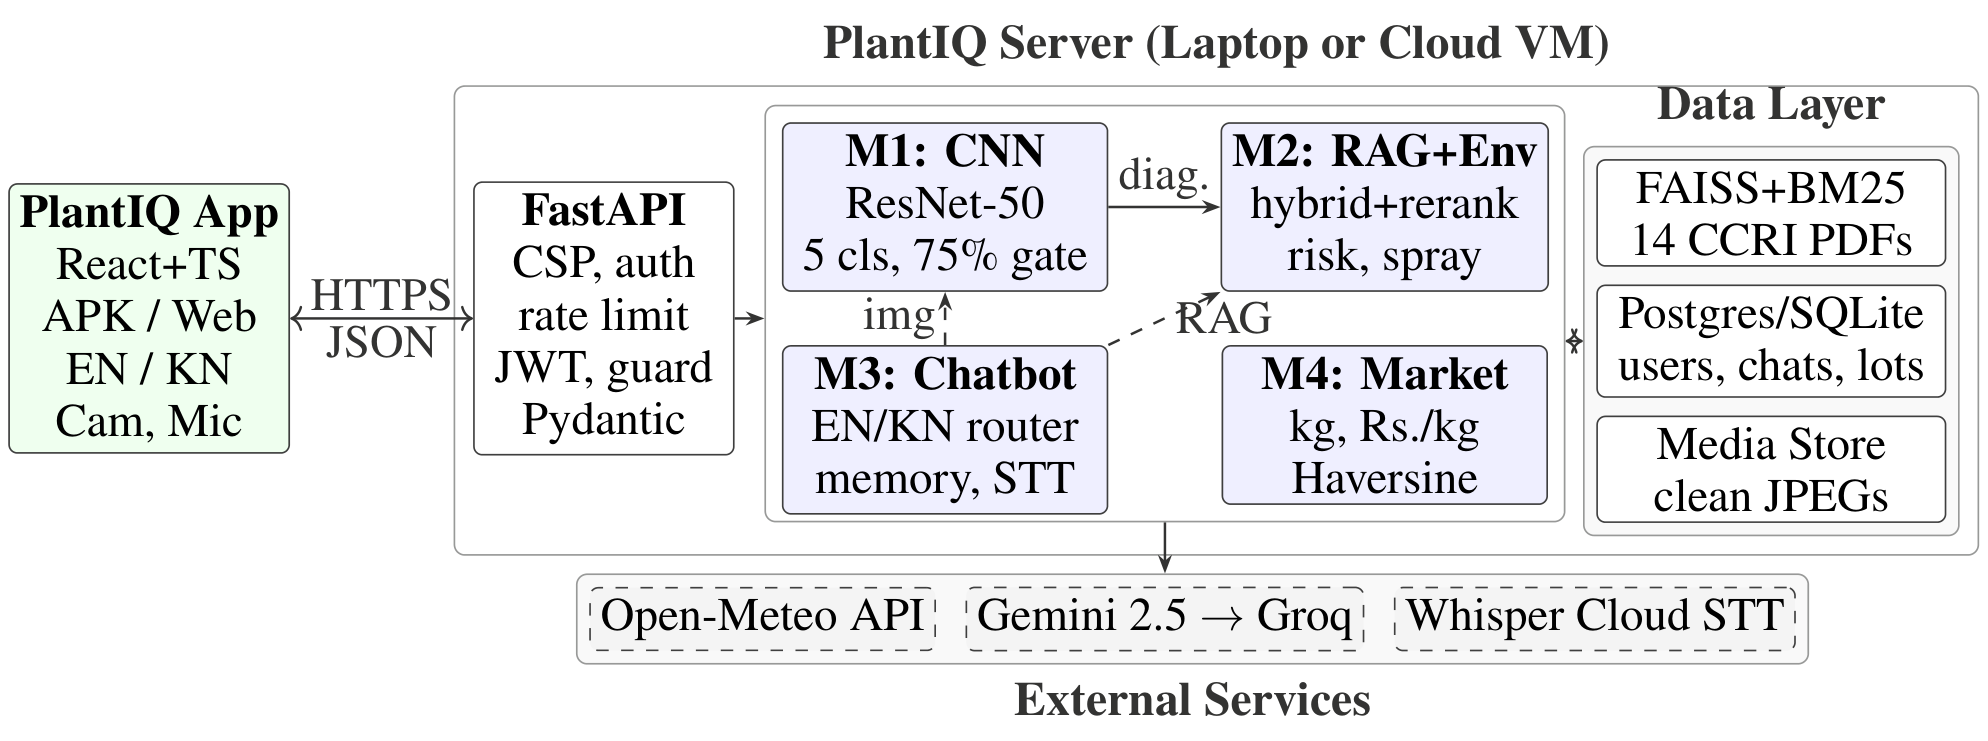 PlantIQ Server (Laptop or Cloud VM)
PlantIQ App
React+TS
APK / Web
EN / KN
Cam, Mic
HTTPS
JSON
FastAPI
CSP, auth
rate limit
JWT, guard
Pydantic
M1: CNN
ResNet-50
5 cls, 75% gate
diag.
M2: RAG+Env
hybrid+rerank
risk, spray
img
RAG
M3: Chatbot
EN/KN router
memory, STT
M4: Market
kg, Rs./kg
Haversine
Data Layer
FAISS+BM25
14 CCRI PDFs
Postgres/SQLite
users, chats, lots
Media Store
clean JPEGs
Open-Meteo API
Gemini 2.5 → Groq
Whisper Cloud STT
External Services